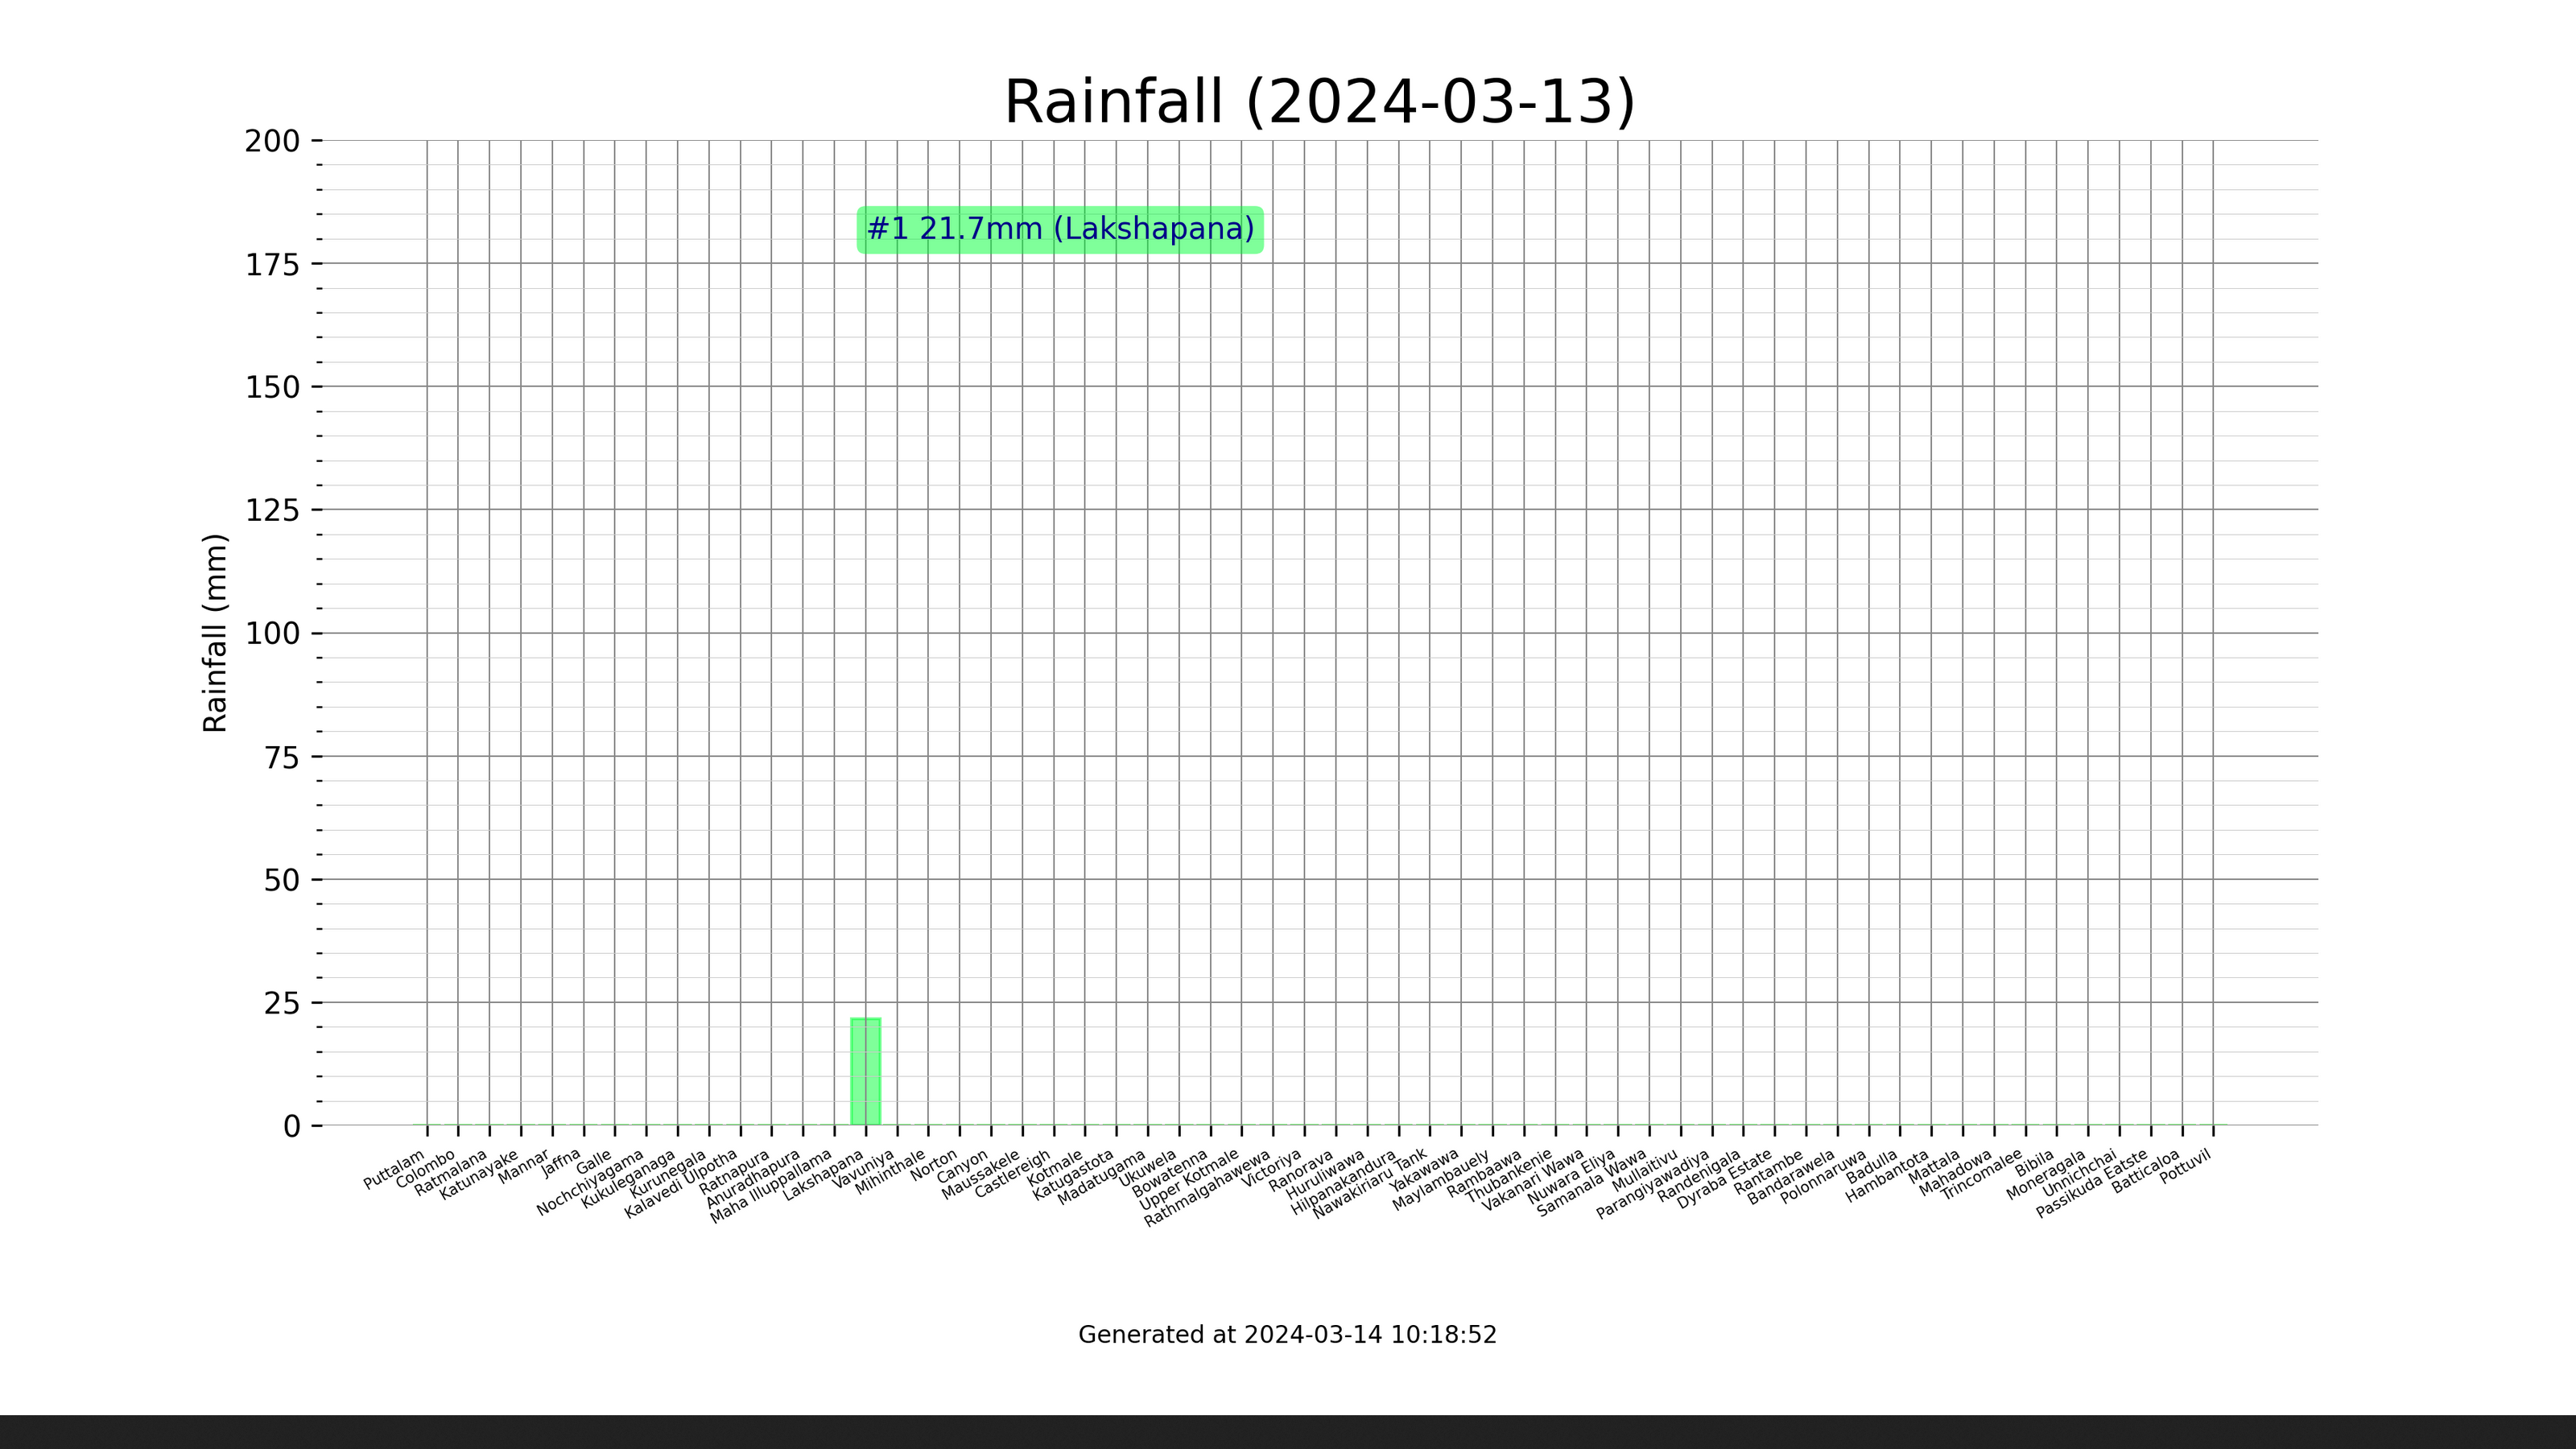 Rainfall (2024-03-13)
200
175
150
125
100
75
50
25
0
Rainfall (mm)
#1 21.7mm (Lakshapana)
Puttalam
Colombo
Ratmalana
Katunayake
Mannar
Jaffna
Galle
Nochchiyagama
Kukuleganaga
Kurunegala
Kalavedi Ulpotha
Ratnapura
Anuradhapura
Maha Illuppallama
Lakshapana
Vavuniya
Mihinthale
Norton
Canyon
Maussakele
Castlereigh
Kotmale
Katugastota
Madatugama
Ukuwela
Bowatenna
Upper Kotmale
Rathmalgahawewa
Victoriya
Ranorava
Huruliwawa
Hilpanakandura
Nawakiriaru Tank
Yakawawa
Maylambauely
Rambaawa
Thubankenie
Vakanari Wawa
Nuwara Eliya
Samanala Wawa
Mullaitivu
Parangiyawadiya
Randenigala
Dyraba Estate
Rantambe
Bandarawela
Polonnaruwa
Badulla
Hambantota
Mattala
Mahadowa
Trincomalee
Bibila
Moneragala
Unnichchai
Passikuda Eatste
Batticaloa
Pottuvil
Generated at 2024-03-14 10:18:52